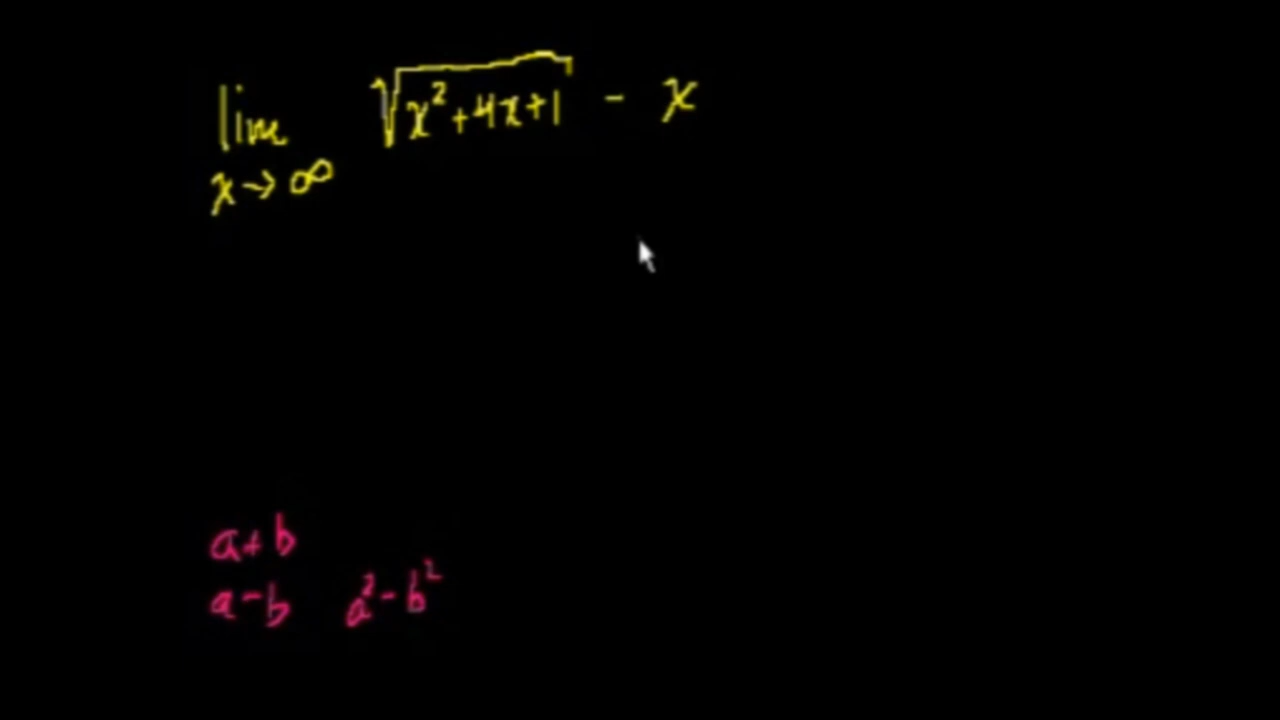 lim √(x²+4x+1) - x
x→∞
a+b
a-b a²-b²